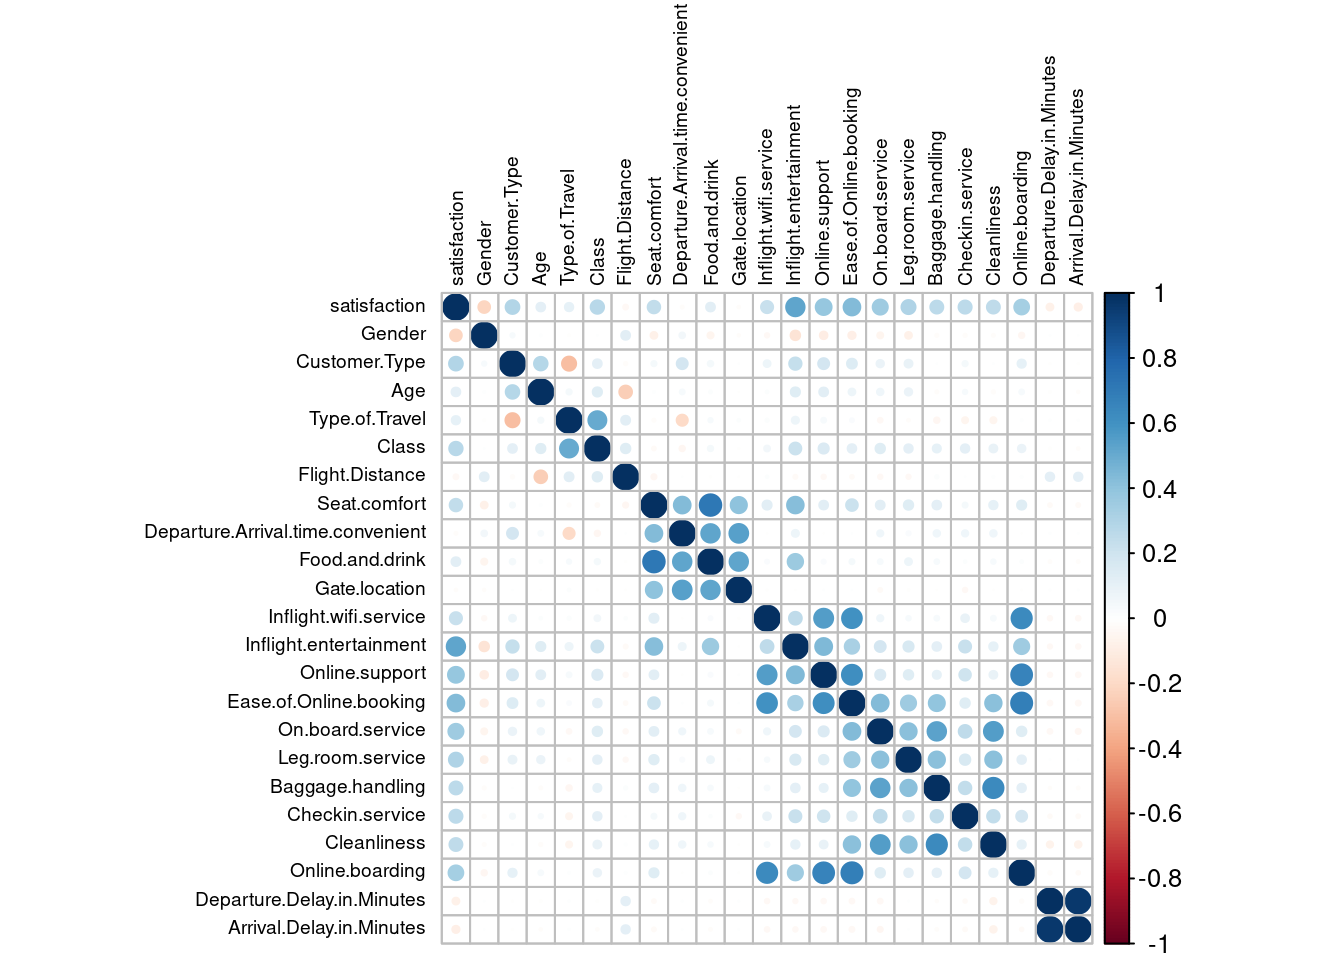 satisfaction
Gender
Customer.Type
Age
Type.of.Travel
Class
Flight.Distance
Seat.comfort
Departure.Arrival.time.convenient
Food.and.drink
Gate.location
Inflight.wifi.service
Inflight.entertainment
Online.support
Ease.of.Online.booking
On.board.service
Leg.room.service
Baggage.handling
Checkin.service
Cleanliness
Online.boarding
Departure.Delay.in.Minutes
Arrival.Delay.in.Minutes
satisfaction
Gender
Customer.Type
Age
Type.of.Travel
Class
Flight.Distance
Seat.comfort
Departure.Arrival.time.convenient
Food.and.drink
Gate.location
Inflight.wifi.service
Inflight.entertainment
Online.support
Ease.of.Online.booking
On.board.service
Leg.room.service
Baggage.handling
Checkin.service
Cleanliness
Online.boarding
Departure.Delay.in.Minutes
Arrival.Delay.in.Minutes
1
0.8
0.6
0.4
0.2
0
-0.2
-0.4
-0.6
-0.8
-1